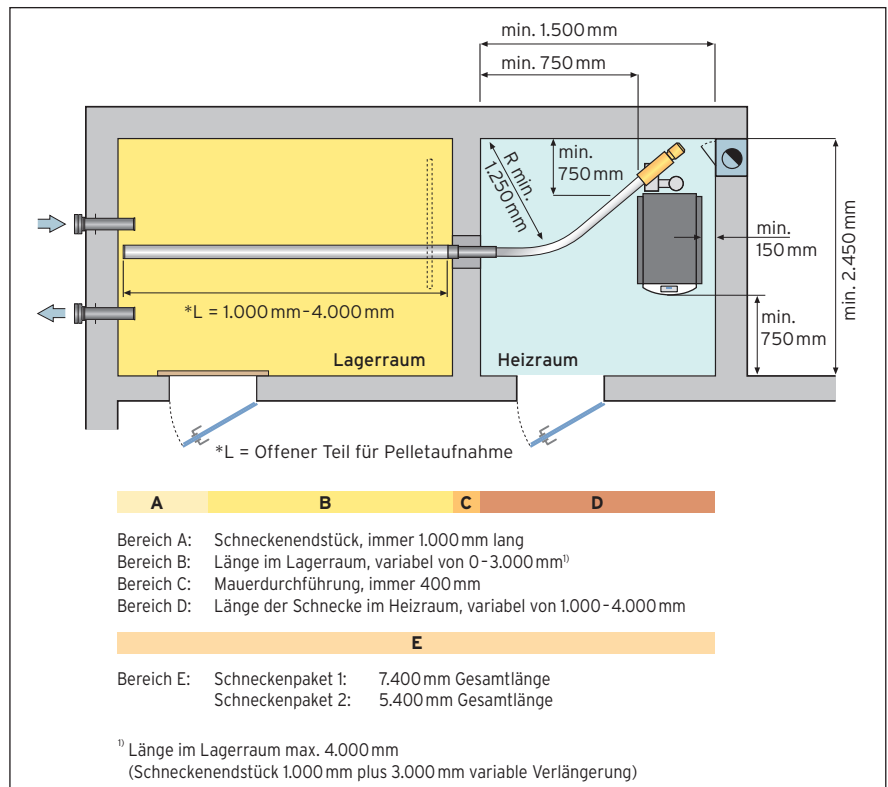 min. 1.500 mm
min. 750 mm
R min.
1.250 mm
min.
750 mm
min.
150 mm
min. 2.450 mm
*L = 1.000 mm-4.000 mm
min.
750 mm
Lagerraum
Heizraum
*L = Offener Teil für Pelletaufnahme
A B C D
Bereich A: Schneckenendstück, immer 1.000 mm lang
Bereich B: Länge im Lagerraum, variabel von 0-3.000 mm¹⁾
Bereich C: Mauerdurchführung, immer 400 mm
Bereich D: Länge der Schnecke im Heizraum, variabel von 1.000-4.000 mm
E
Bereich E: Schneckenpaket 1: 7.400 mm Gesamtlänge
Schneckenpaket 2: 5.400 mm Gesamtlänge
¹⁾ Länge im Lagerraum max. 4.000 mm
(Schneckenendstück 1.000 mm plus 3.000 mm variable Verlängerung)